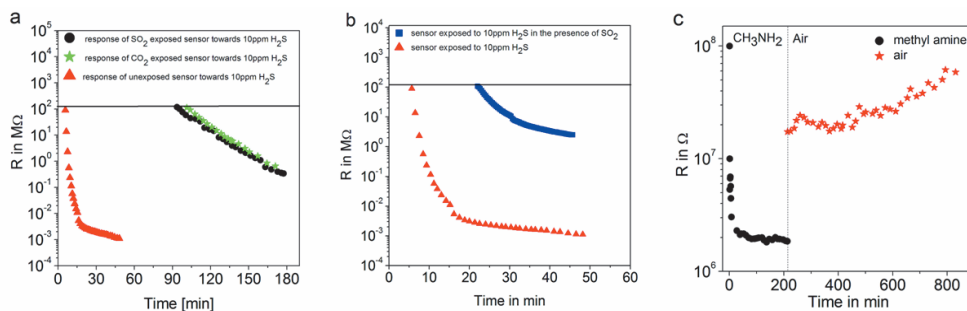 a
10^5
10^4
10^3
10^2
10^1
10^0
10^-1
10^-2
10^-3
10^-4
R in MΩ
response of SO2 exposed sensor towards 10ppm H2S
response of CO2 exposed sensor towards 10ppm H2S
response of unexposed sensor towards 10ppm H2S
0 30 60 90 120 150 180
Time [min]
b
10^5
10^4
10^3
10^2
10^1
10^0
10^-1
10^-2
10^-3
10^-4
R in MΩ
sensor exposed to 10ppm H2S in the presence of SO2
sensor exposed to 10ppm H2S
0 10 20 30 40 50 60
Time in min
c
10^8
10^7
10^6
R in Ω
CH3NH2 Air
methyl amine
air
0 200 400 600 800
Time in min